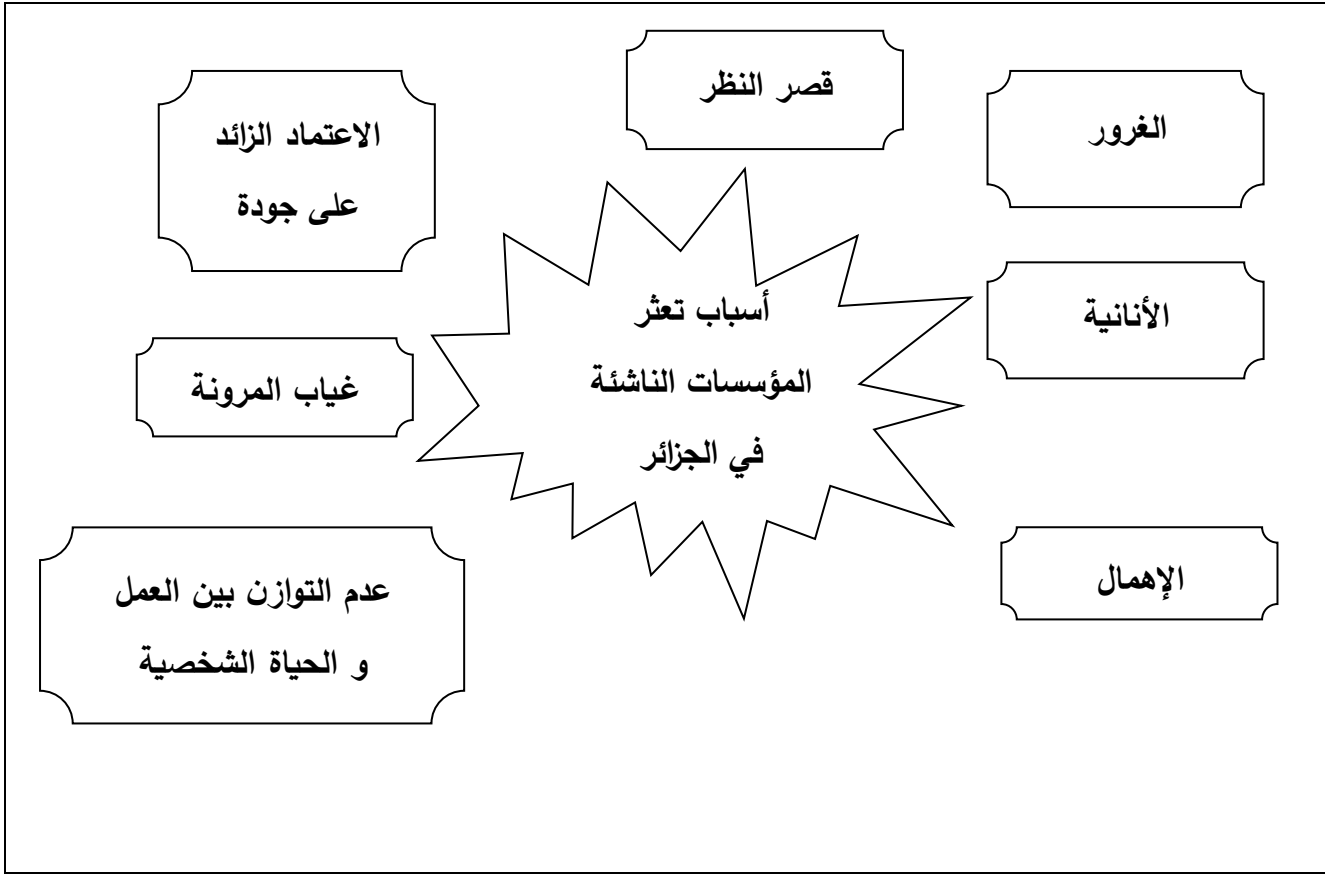 قصر النظر
الغرور
الاعتماد الزائد
على جودة
الأنانية
أسباب تعثر
المؤسسات الناشئة
في الجزائر
غياب المرونة
الإهمال
عدم التوازن بين العمل
و الحياة الشخصية